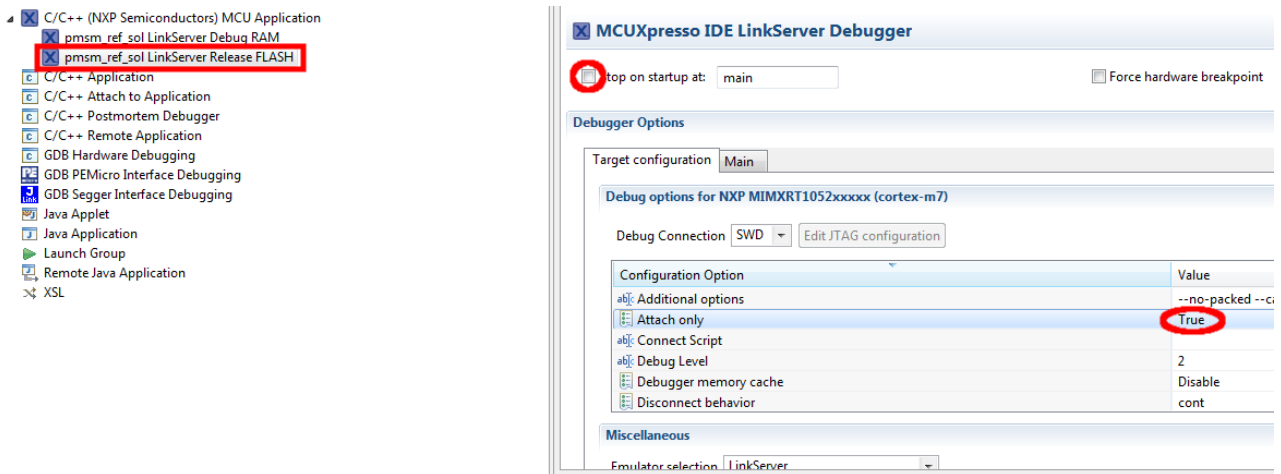 C/C++ (NXP Semiconductors) MCU Application
pmsm_ref_sol LinkServer Debug RAM
pmsm_ref_sol LinkServer Release FLASH
C/C++ Application
C/C++ Attach to Application
C/C++ Postmortem Debugger
C/C++ Remote Application
GDB Hardware Debugging
GDB PEMicro Interface Debugging
GDB Segger Interface Debugging
Java Applet
Java Application
Launch Group
Remote Java Application
XSL
MCUXpresso IDE LinkServer Debugger
Stop on startup at: main Force hardware breakpoint
Debugger Options
Target configuration Main
Debug options for NXP MIMXRT1052xxxxx (cortex-m7)
Debug Connection SWD Edit JTAG configuration
Configuration Option Value
Additional options --no-packed --ca
Attach only True
Connect Script
Debug Level 2
Debugger memory cache Disable
Disconnect behavior cont
Miscellaneous
Emulator selection LinkServer